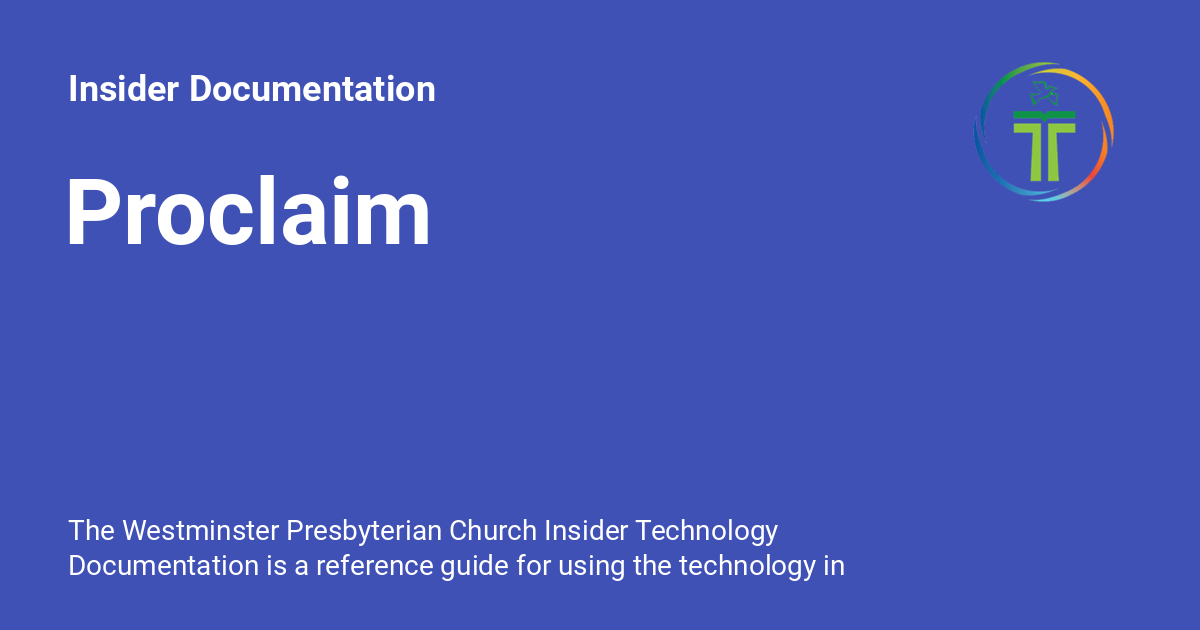 Insider Documentation
Proclaim
The Westminster Presbyterian Church Insider Technology
Documentation is a reference guide for using the technology in